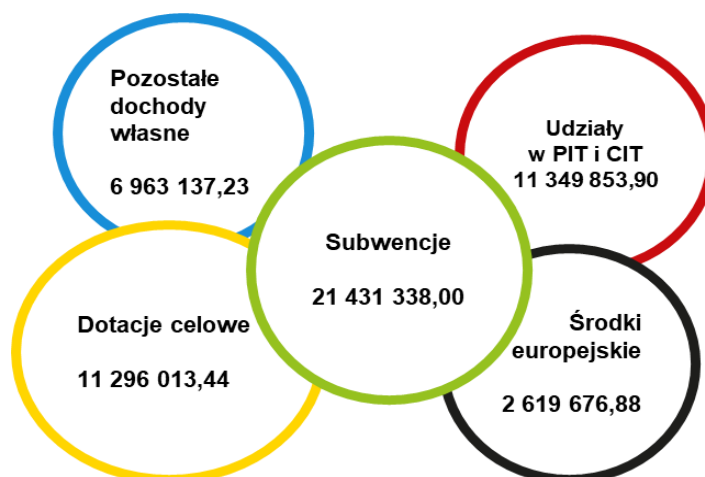 Pozostałe
dochody
własne
6 963 137,23
Udziały
w PIT i CIT
11 349 853,90
Subwencje
21 431 338,00
Dotacje celowe
11 296 013,44
Środki
europejskie
2 619 676,88